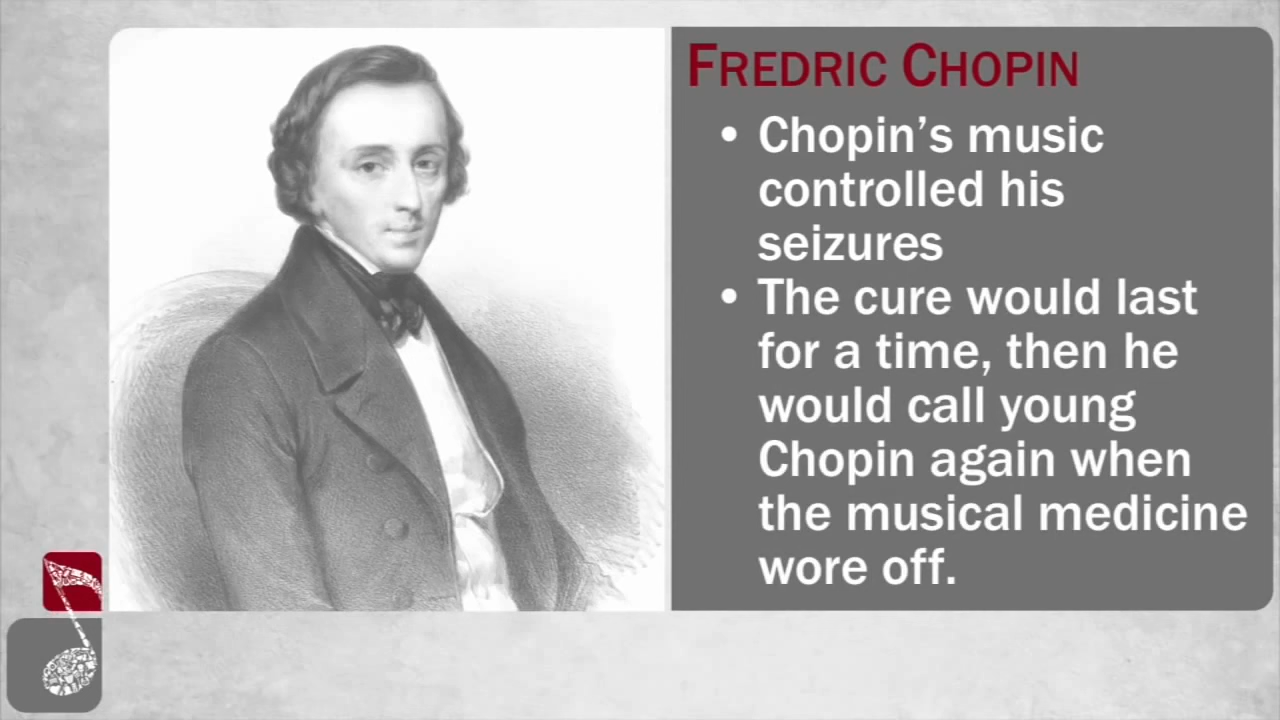 FREDRIC CHOPIN
• Chopin’s music
controlled his
seizures
• The cure would last
for a time, then he
would call young
Chopin again when
the musical medicine
wore off.